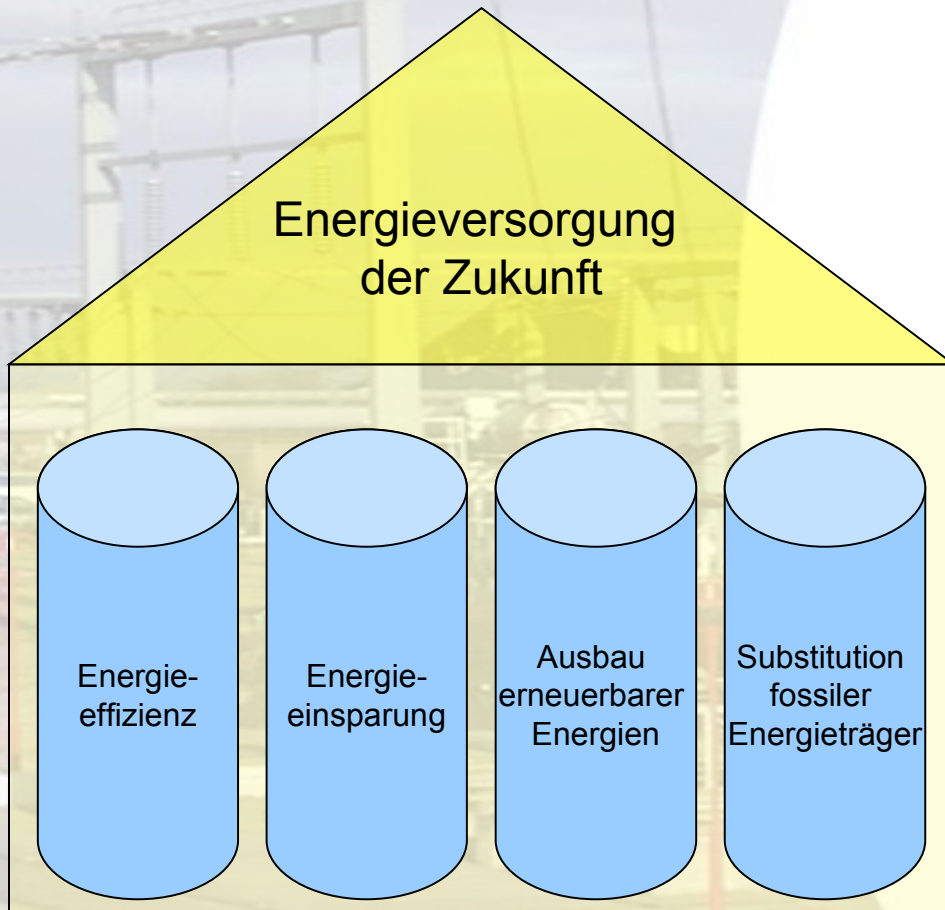 Energieversorgung
der Zukunft
Energie-
effizienz
Energie-
einsparung
Ausbau
erneuerbarer
Energien
Substitution
fossiler
Energieträger